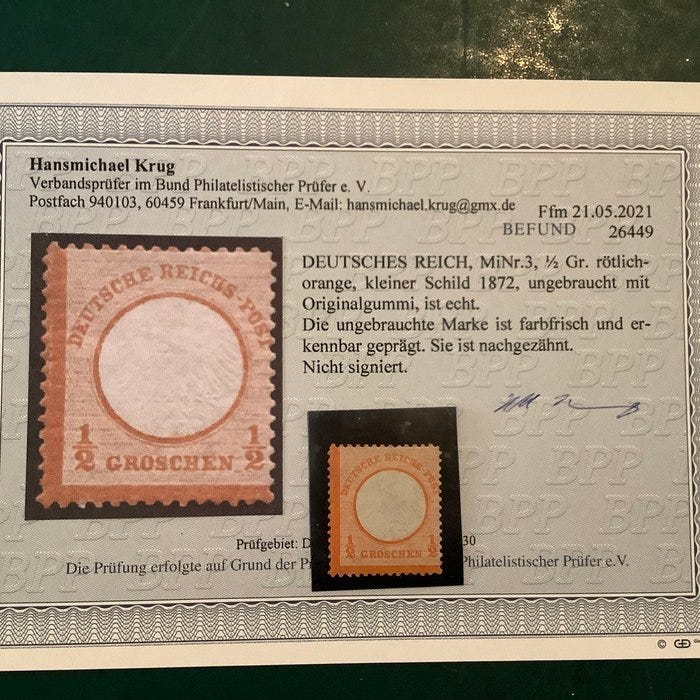 Hansmichael Krug
Verbandsprüfer im Bund Philatelistischer Prüfer e. V.
Postfach 940103, 60459 Frankfurt/Main, E-Mail: hansmichael.krug@gmx.de
Ffm 21.05.2021
BEFUND 26449
DEUTSCHES REICH, MiNr.3, ½ Gr. rötlich-
orange, kleiner Schild 1872, ungebraucht mit
Originalgummi, ist echt.
Die ungebrauchte Marke ist farbfrisch und er-
kennbar geprägt. Sie ist nachgezähnt.
Nicht signiert.
DEUTSCHE REICHS-POST
½ GROSCHEN ½
DEUTSCHE REICHS-POST
½ GROSCHEN ½
Prüfgebiet: D 30
Die Prüfung erfolgte auf Grund der Philatelistischer Prüfer e.V.
BPP
©